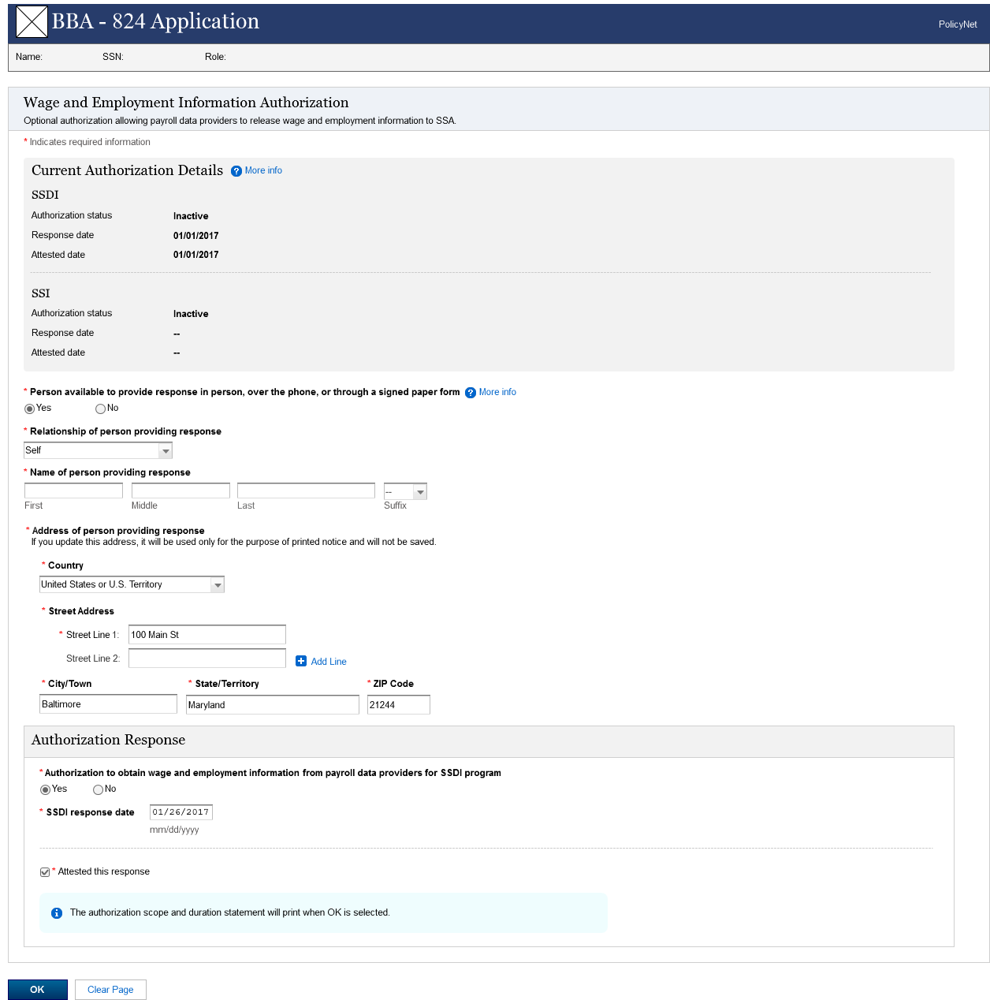 BBA - 824 Application
PolicyNet
Name: SSN: Role:
Wage and Employment Information Authorization
Optional authorization allowing payroll data providers to release wage and employment information to SSA.
* Indicates required information
Current Authorization Details ? More info
SSDI
Authorization status Inactive
Response date 01/01/2017
Attested date 01/01/2017
SSI
Authorization status Inactive
Response date --
Attested date --
* Person available to provide response in person, over the phone, or through a signed paper form ? More info
Yes No
* Relationship of person providing response
Self
* Name of person providing response
--
First Middle Last Suffix
* Address of person providing response
If you update this address, it will be used only for the purpose of printed notice and will not be saved.
* Country
United States or U.S. Territory
* Street Address
* Street Line 1: 100 Main St
Street Line 2: + Add Line
* City/Town * State/Territory * ZIP Code
Baltimore Maryland 21244
Authorization Response
* Authorization to obtain wage and employment information from payroll data providers for SSDI program
Yes No
* SSDI response date 01/26/2017
mm/dd/yyyy
* Attested this response
i The authorization scope and duration statement will print when OK is selected.
OK Clear Page